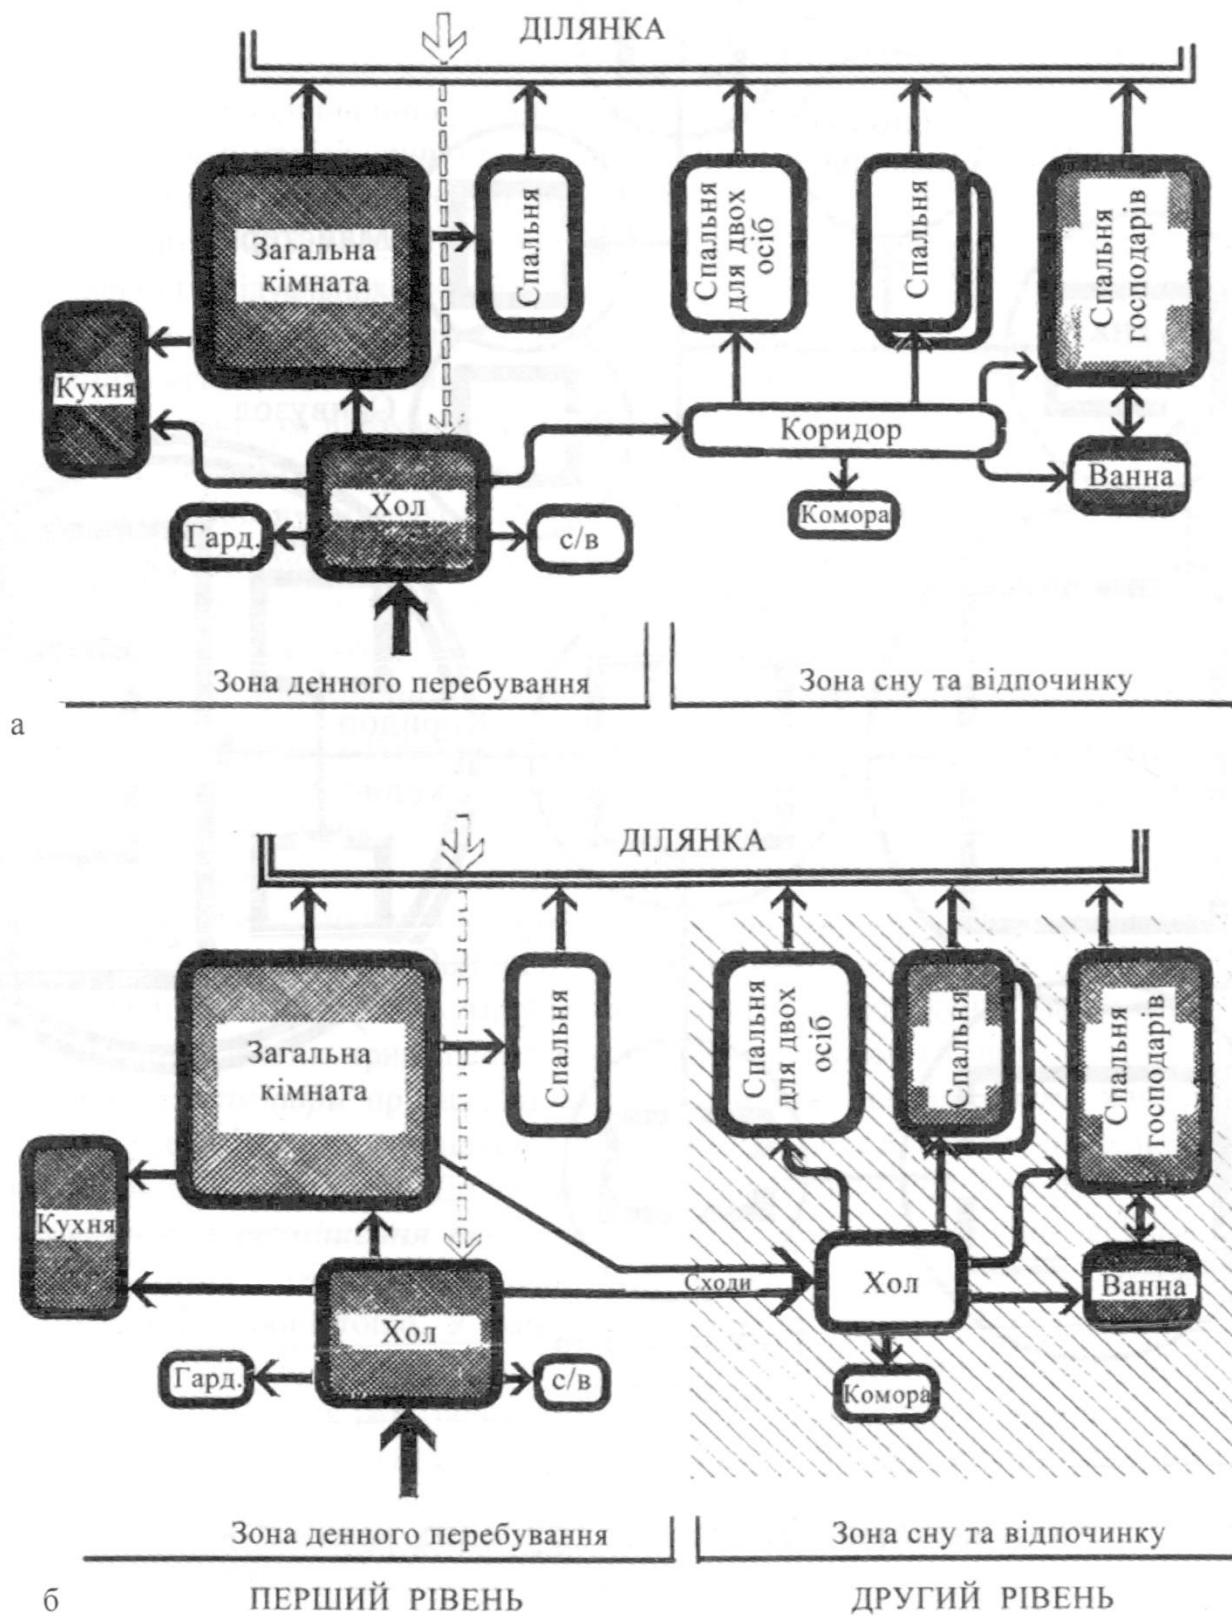 ДІЛЯНКА
Загальна
кімната
Спальня
Спальня
для двох
осіб
Спальня
Спальня
господарів
Кухня
Коридор
Хол
Ванна
Гард.
с/в
Комора
Зона денного перебування
Зона сну та відпочинку
а
ДІЛЯНКА
Загальна
кімната
Спальня
Спальня
для двох
осіб
Спальня
Спальня
господарів
Кухня
Сходи
Хол
Ванна
Хол
Гард.
с/в
Комора
Зона денного перебування
Зона сну та відпочинку
б
ПЕРШИЙ РІВЕНЬ
ДРУГИЙ РІВЕНЬ